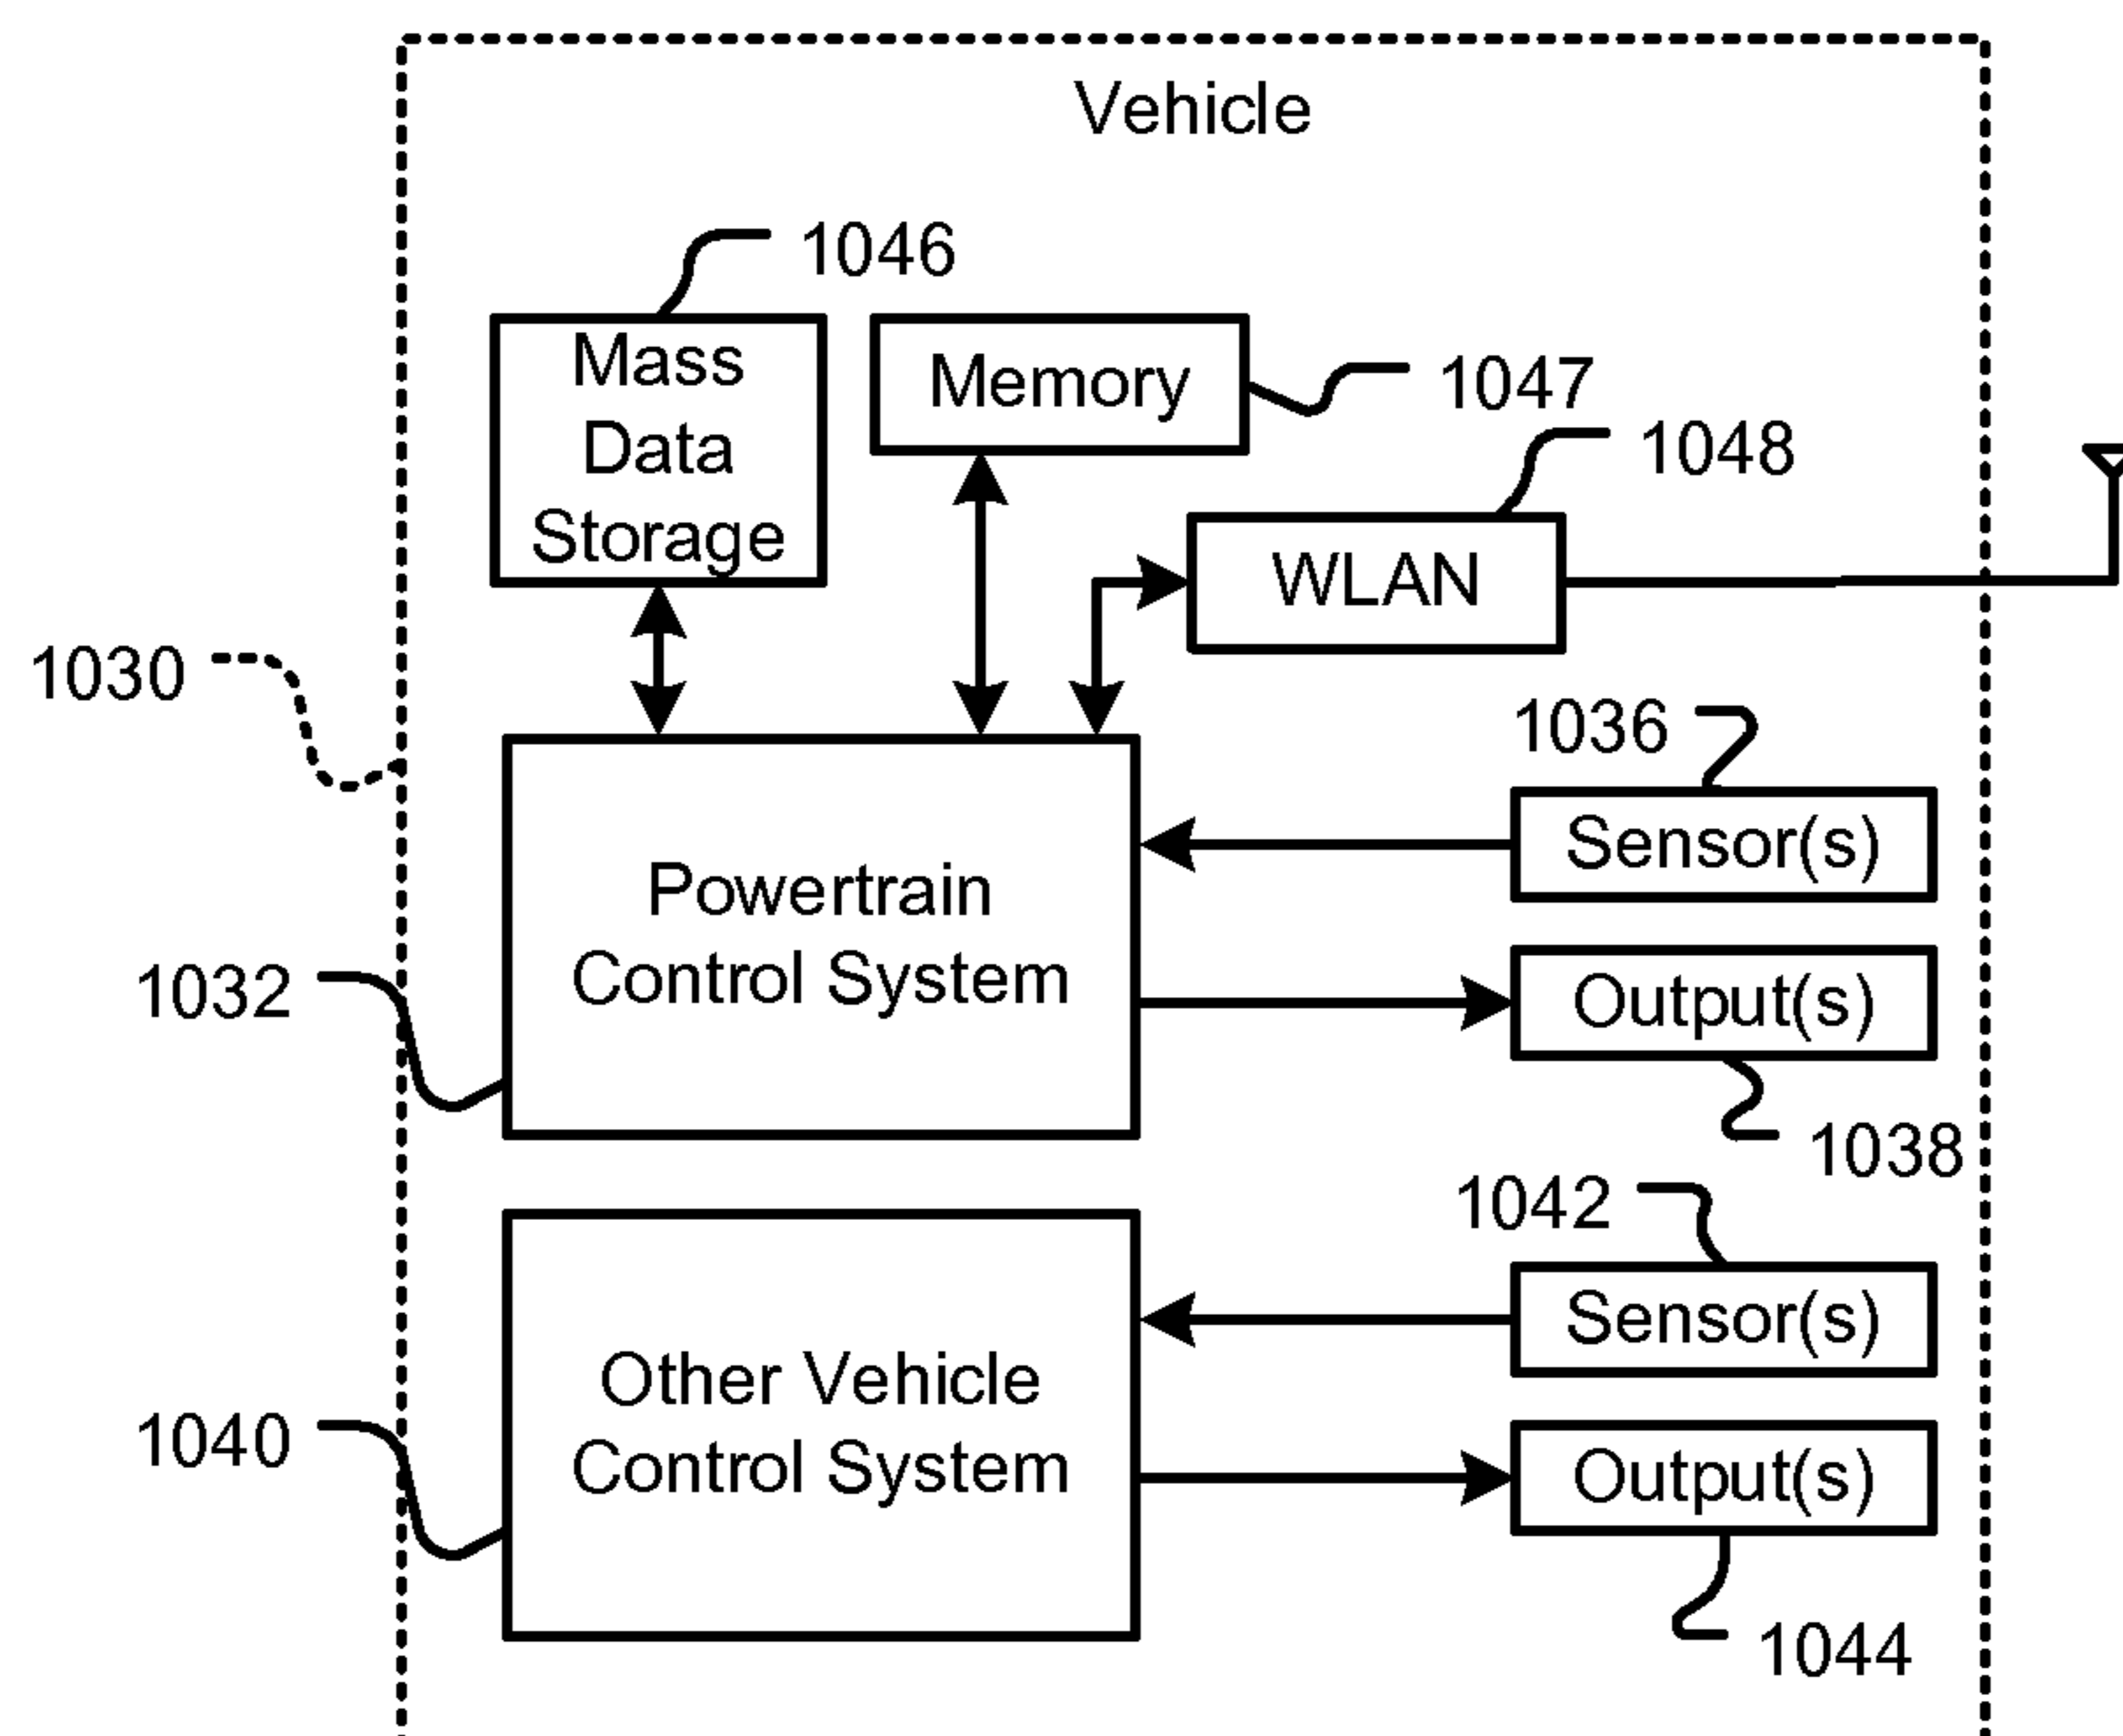 Vehicle
1046
Mass
Data
Storage
Memory
1047
1048
WLAN
1030
1036
Sensor(s)
Powertrain
Control System
1032
Output(s)
1038
1042
Sensor(s)
Other Vehicle
Control System
1040
Output(s)
1044